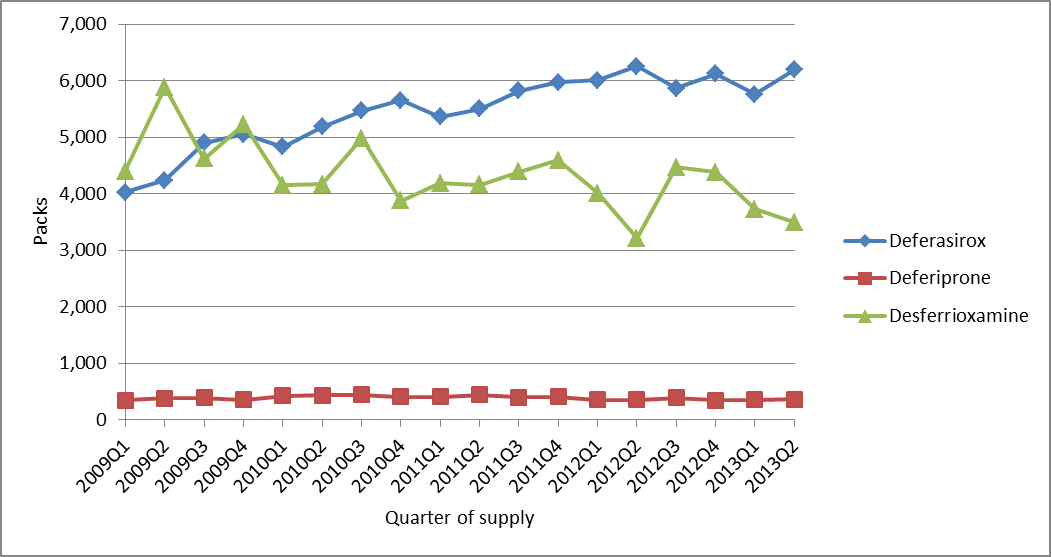 7,000
6,000
5,000
4,000
3,000
2,000
1,000
0
Packs
2009Q1
2009Q2
2009Q3
2009Q4
2010Q1
2010Q2
2010Q3
2010Q4
2011Q1
2011Q2
2011Q3
2011Q4
2012Q1
2012Q2
2012Q3
2012Q4
2013Q1
2013Q2
Quarter of supply
Deferasirox
Deferiprone
Desferrioxamine